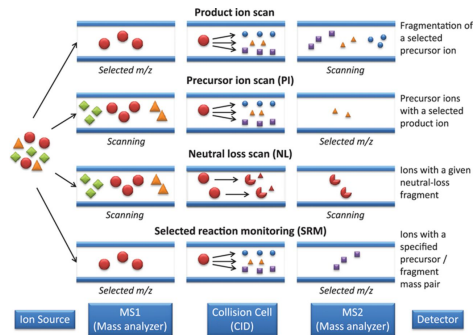 Product ion scan
Fragmentation of
a selected
precursor ion
Selected m/z
Scanning
Precursor ion scan (PI)
Precursor ions
with a selected
product ion
Scanning
Selected m/z
Neutral loss scan (NL)
Ions with a given
neutral-loss
fragment
Scanning
Scanning
Selected reaction monitoring (SRM)
Ions with a
specified
precursor /
fragment
mass pair
Selected m/z
Selected m/z
Ion Source
MS1
(Mass analyzer)
Collision Cell
(CID)
MS2
(Mass analyzer)
Detector